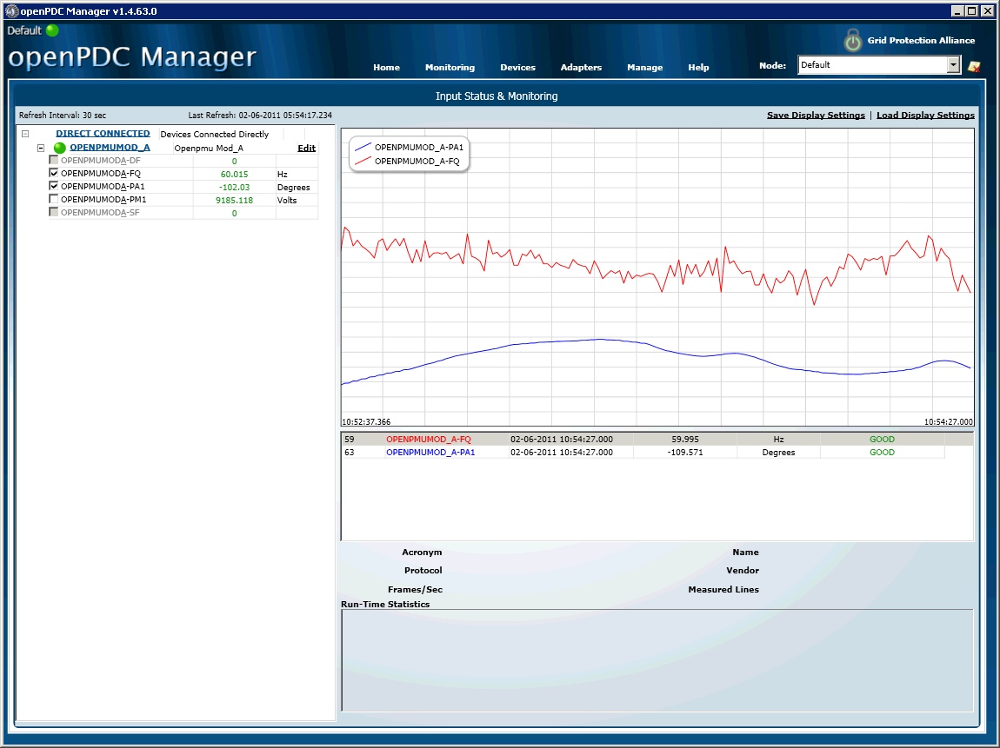 openPDC Manager v1.4.63.0
Default
openPDC Manager
Grid Protection Alliance
Home Monitoring Devices Adapters Manage Help Node: Default
Input Status & Monitoring
Refresh Interval: 30 sec Last Refresh: 02-06-2011 05:54:17.234 Save Display Settings | Load Display Settings
DIRECT CONNECTED Devices Connected Directly
OPENPMUMOD_A Openpmu Mod_A Edit
OPENPMUMODA-DF 0
OPENPMUMODA-FQ 60.015 Hz
OPENPMUMODA-PA1 -102.03 Degrees
OPENPMUMODA-PM1 9185.118 Volts
OPENPMUMODA-SF 0
OPENPMUMOD_A-PA1
OPENPMUMOD_A-FQ
10:52:37.366 10:54:27.000
59 OPENPMUMOD_A-FQ 02-06-2011 10:54:27.000 59.995 Hz GOOD
63 OPENPMUMOD_A-PA1 02-06-2011 10:54:27.000 -109.571 Degrees GOOD
Acronym Name
Protocol Vendor
Frames/Sec Measured Lines
Run-Time Statistics